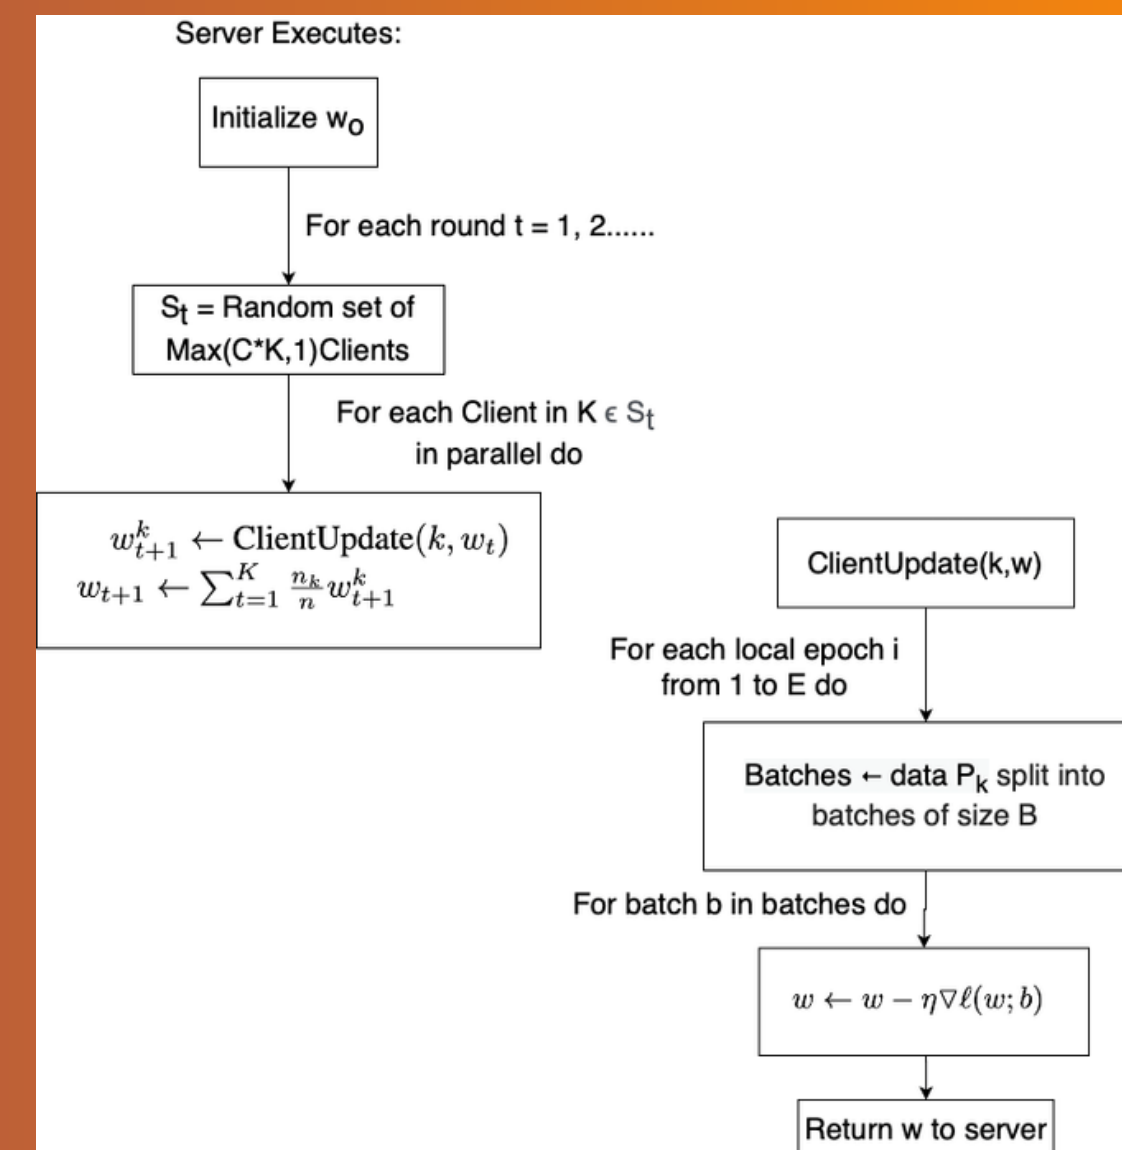 Server Executes:
Initialize w₀
For each round t = 1, 2......
Sₜ = Random set of
Max(C*K,1)Clients
For each Client in K ϵ Sₜ
in parallel do
w_{t+1}^k ← ClientUpdate(k, w_t)
w_{t+1} ← ∑_{t=1}^K \frac{n_k}{n} w_{t+1}^k
ClientUpdate(k,w)
For each local epoch i
from 1 to E do
Batches ← data Pₖ split into
batches of size B
For batch b in batches do
w ← w − η∇ℓ(w; b)
Return w to server